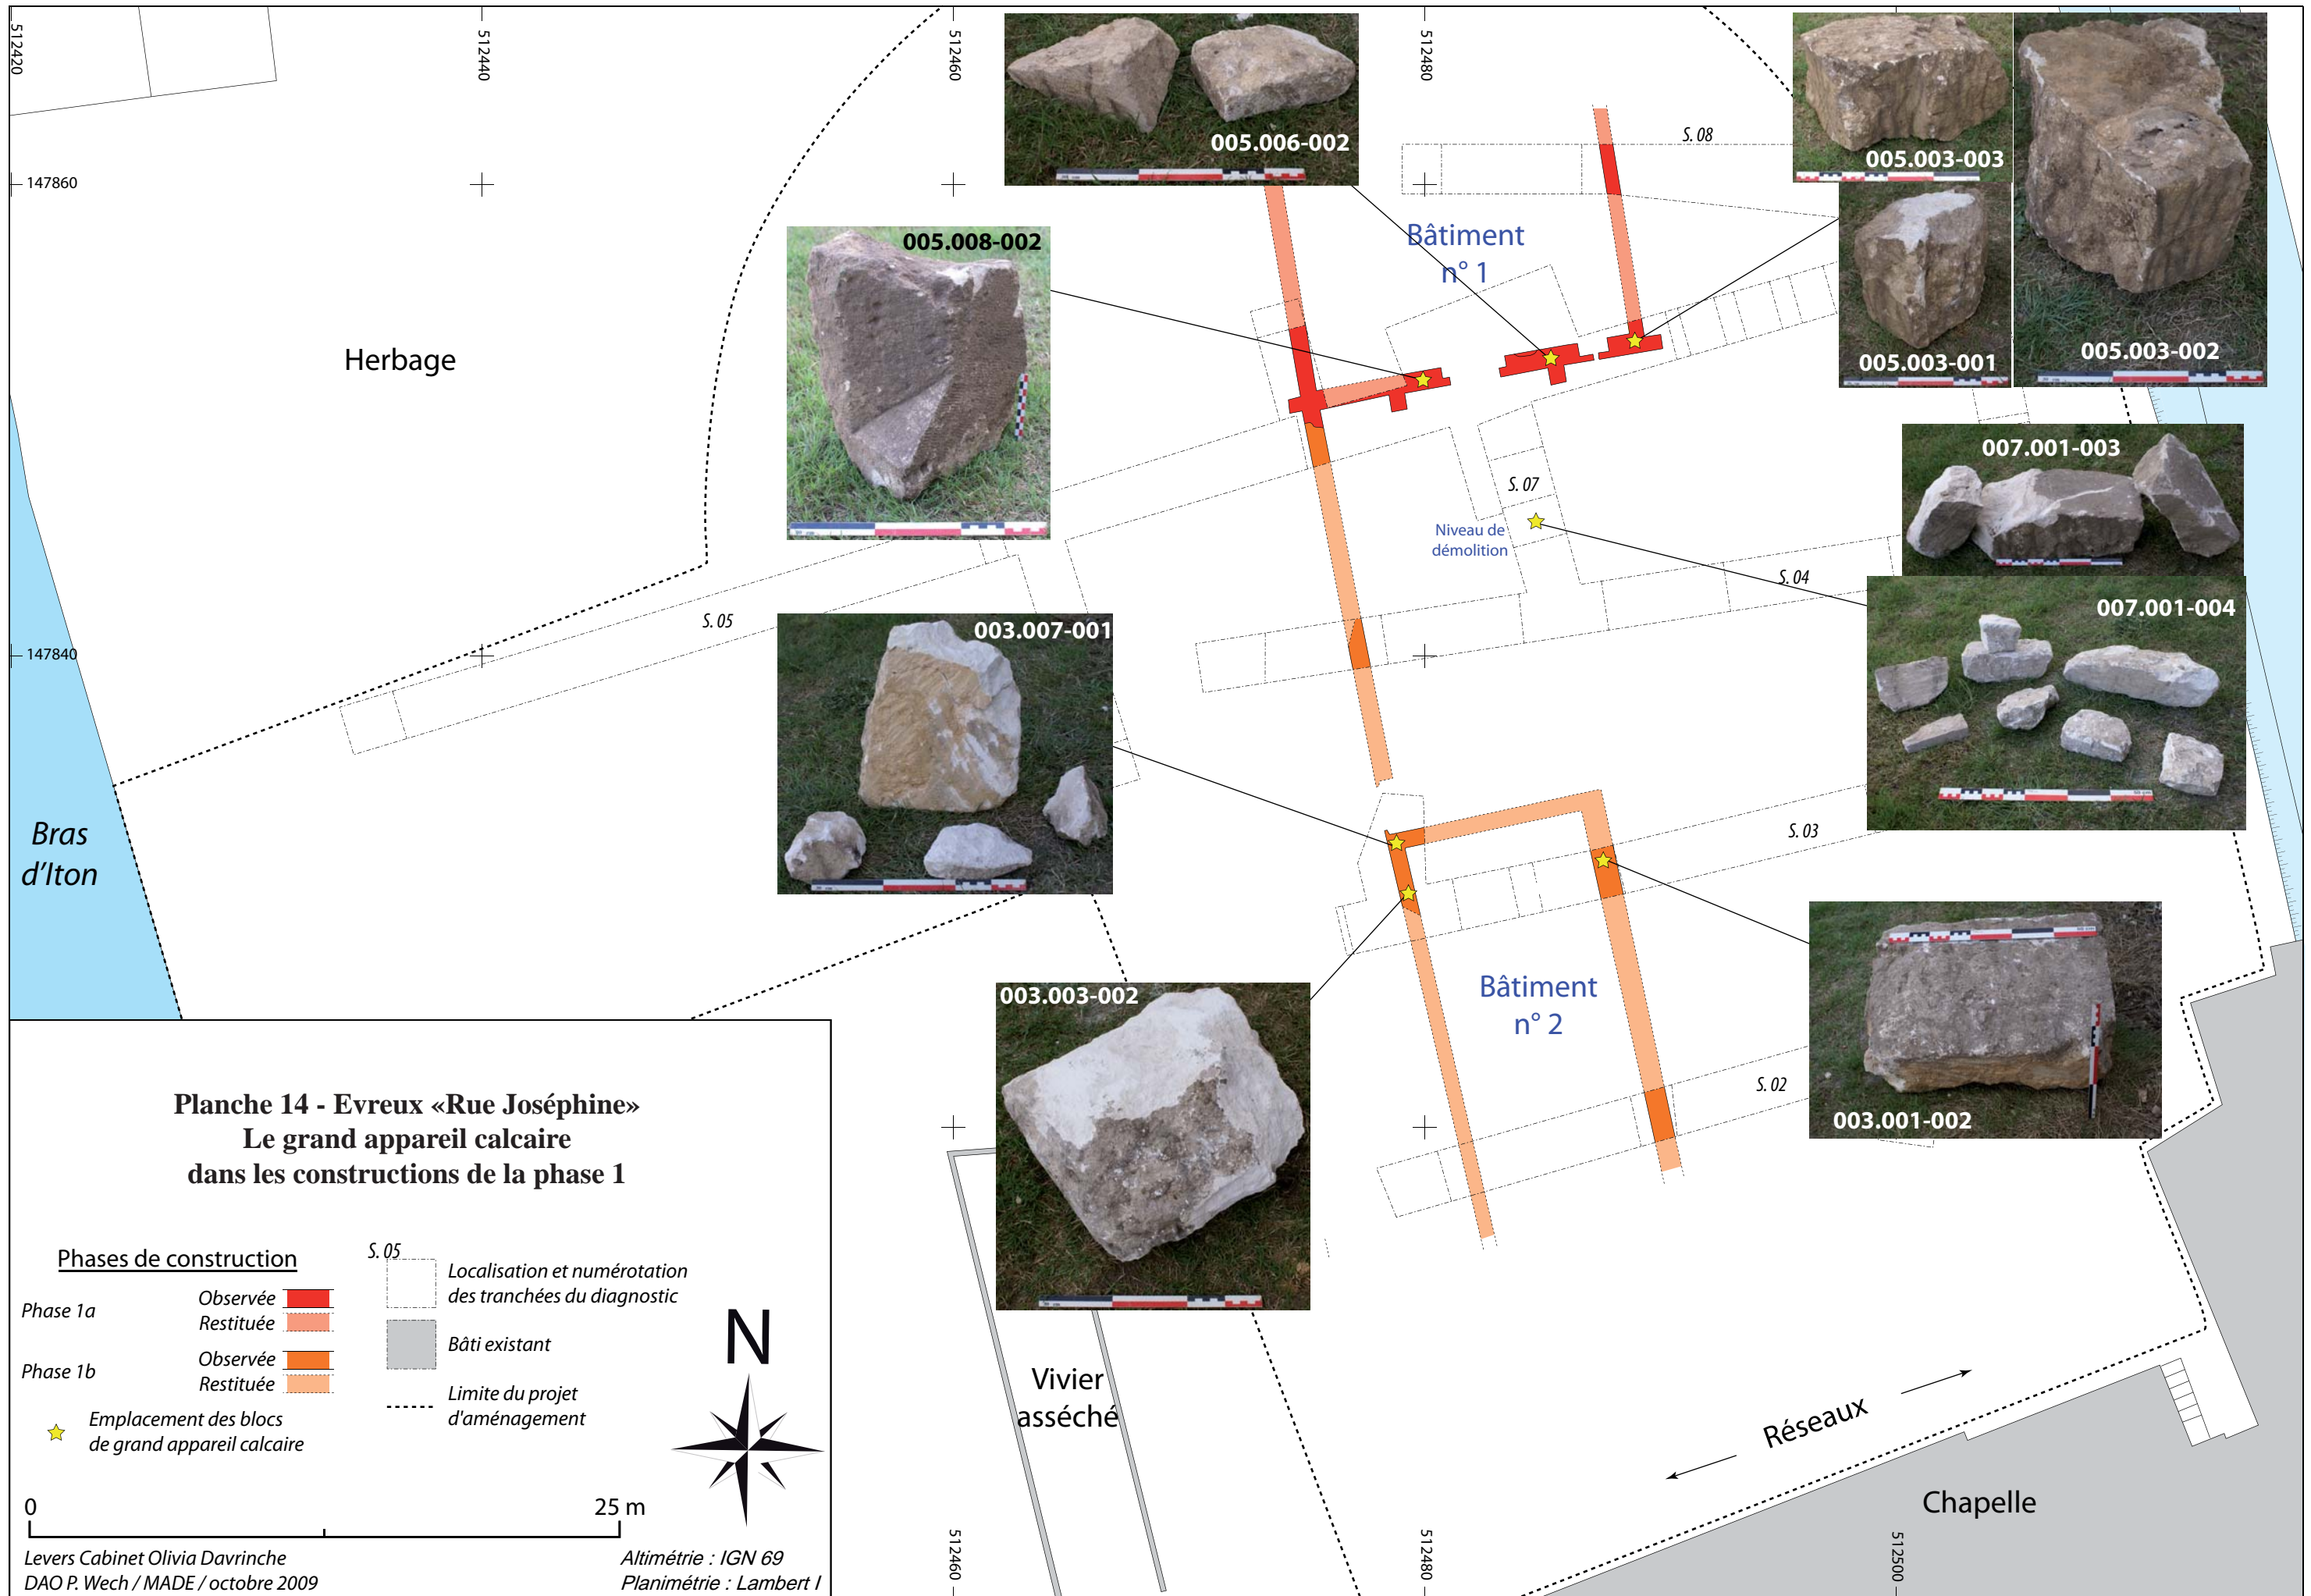 512420
512440
512460
512480
147860
147840
005.006-002
005.003-003
005.003-001
005.003-002
005.008-002
S. 08
Bâtiment
n° 1
Herbage
007.001-003
S. 07
Niveau de
démolition
S. 04
007.001-004
S. 05
003.007-001
Bras
d'Iton
S. 03
003.003-002
Bâtiment
n° 2
003.001-002
S. 02
Planche 14 - Evreux «Rue Joséphine»
Le grand appareil calcaire
dans les constructions de la phase 1
Phases de construction
Phase 1a
Observée
Restituée
Phase 1b
Observée
Restituée
Emplacement des blocs
de grand appareil calcaire
S. 05
Localisation et numérotation
des tranchées du diagnostic
Bâti existant
Limite du projet
d'aménagement
N
0
25 m
Levers Cabinet Olivia Davrinche
DAO P. Wech / MADE / octobre 2009
Altimétrie : IGN 69
Planimétrie : Lambert I
Vivier
asséché
Réseaux
Chapelle
512460
512480
512500